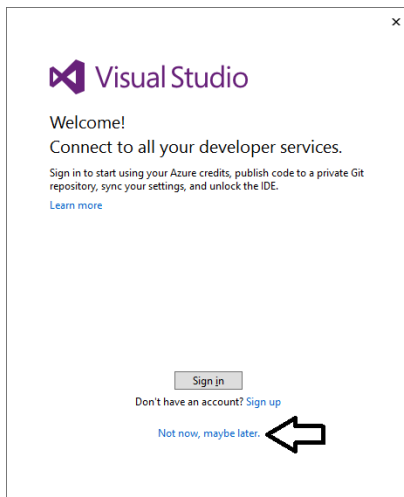 Visual Studio
Welcome!
Connect to all your developer services.
Sign in to start using your Azure credits, publish code to a private Git
repository, sync your settings, and unlock the IDE.
Learn more
Sign in
Don't have an account? Sign up
Not now, maybe later.